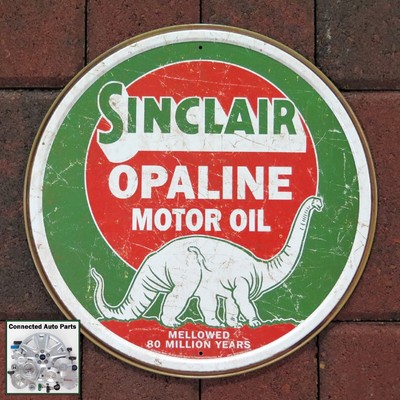 SINCLAIR
OPALINE
MOTOR OIL
MELLOWED
80 MILLION YEARS
Connected Auto Parts